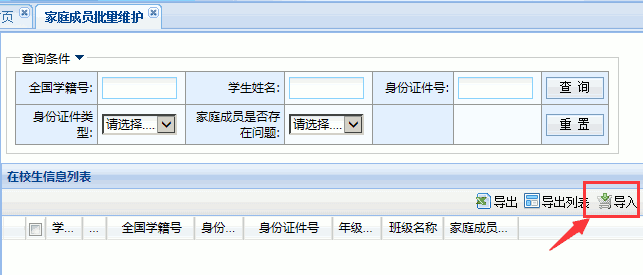 页 家庭成员批量维护
查询条件
全国学籍号: 学生姓名: 身份证件号: 查 询
身份证件类型: 请选择.... 家庭成员是否存在问题: 请选择.... 重 置
在校生信息列表
导出 导出列表 导入
学... ... 全国学籍号 身份... 身份证件号 年级... 班级名称 家庭成员...